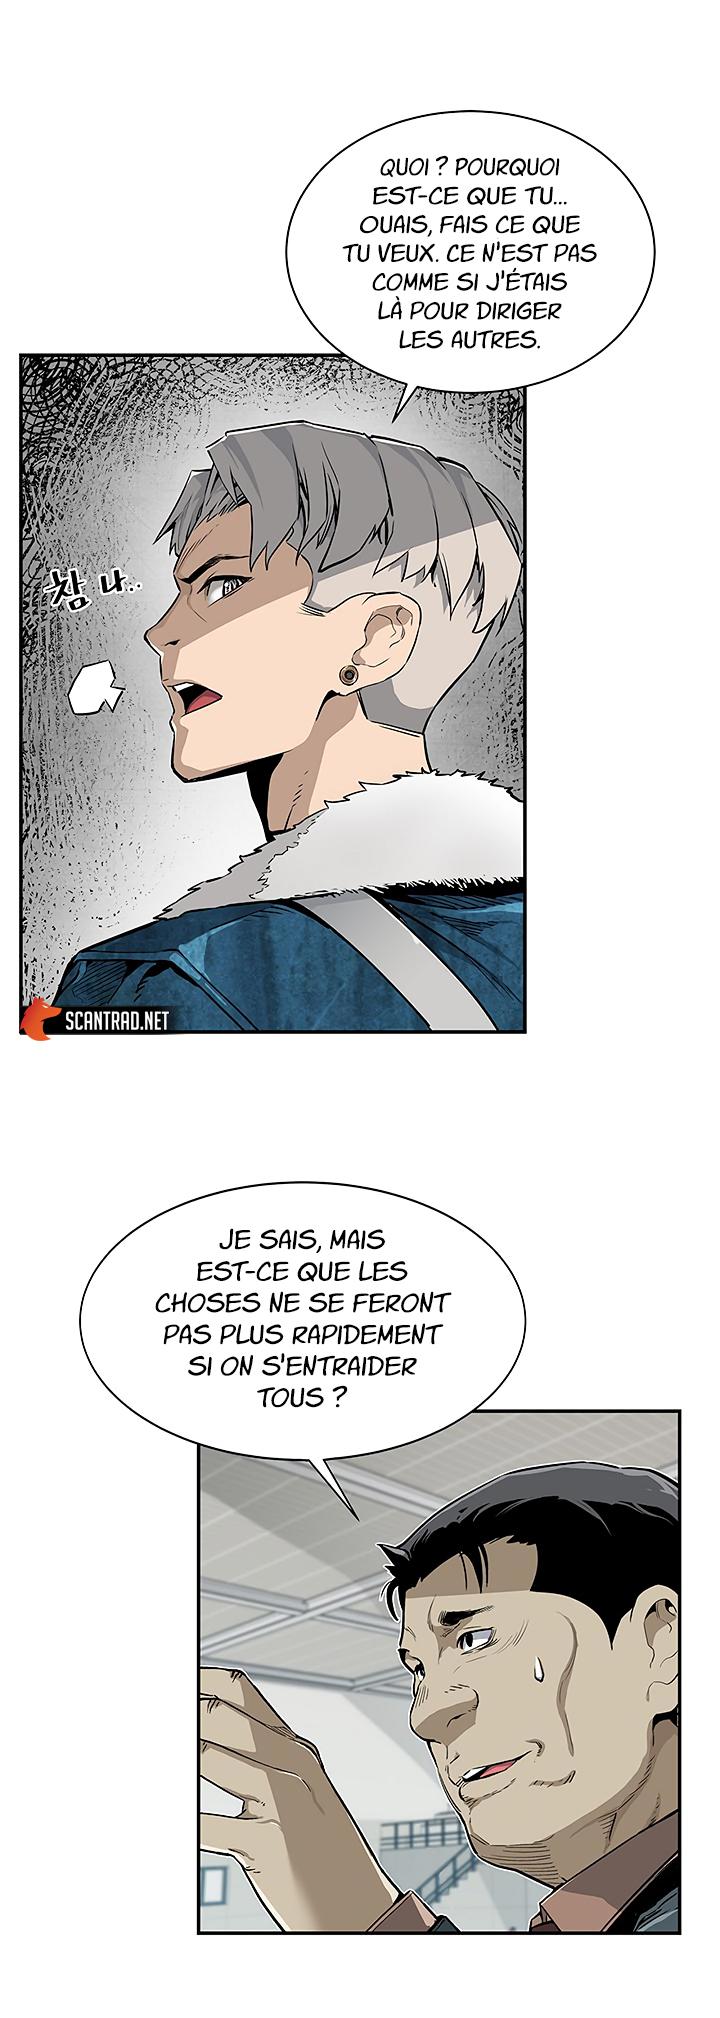 QUOI ? POURQUOI
EST-CE QUE TU...
OUAIS, FAIS CE QUE
TU VEUX. CE N'EST PAS
COMME SI J'ÉTAIS
LÀ POUR DIRIGER
LES AUTRES.
참 나..
SCANTRAD.NET
JE SAIS, MAIS
EST-CE QUE LES
CHOSES NE SE FERONT
PAS PLUS RAPIDEMENT
SI ON S'ENTRAIDER
TOUS ?